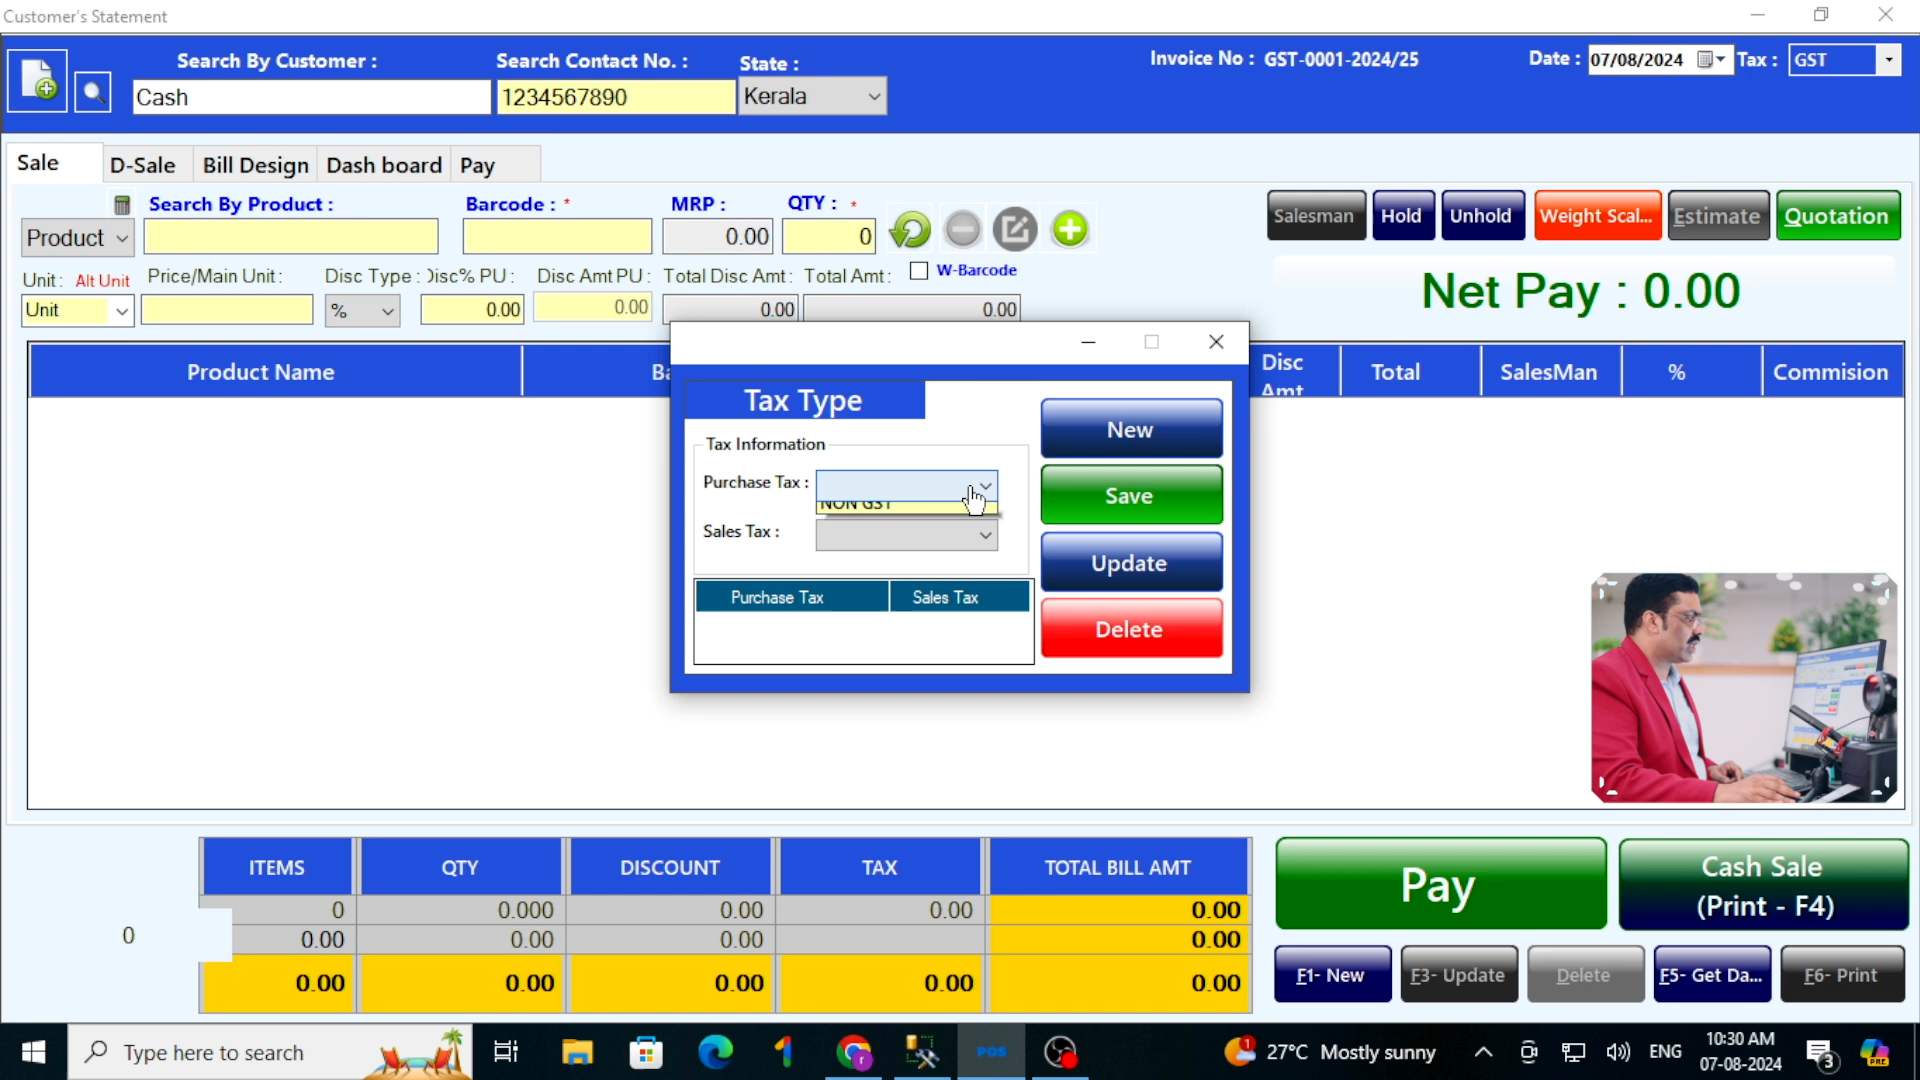 Customer's Statement
Search By Customer :
Search Contact No. :
State :
Invoice No : GST-0001-2024/25
Date : 07/08/2024
Tax : GST
Cash
1234567890
Kerala
Sale
D-Sale
Bill Design
Dash board
Pay
Search By Product :
Barcode : *
MRP :
QTY : *
Product
0.00
0
Salesman
Hold
Unhold
Weight Scal...
Estimate
Quotation
Unit : Alt Unit
Price/Main Unit :
Disc Type :
Disc Amt PU :
Total Disc Amt :
Total Amt :
W-Barcode
Unit
%
0.00
0.00
0.00
0.00
Net Pay : 0.00
Product Name
Disc Amt
Total
SalesMan
%
Commision
Tax Type
Tax Information
Purchase Tax :
NON GST
Sales Tax :
Purchase Tax
Sales Tax
New
Save
Update
Delete
ITEMS
QTY
DISCOUNT
TAX
TOTAL BILL AMT
0
0.000
0.00
0.00
0.00
0
0.00
0.00
0.00
0.00
0.00
0.00
0.00
0.00
0.00
Pay
Cash Sale
(Print - F4)
F1- New
F3- Update
Delete
F5- Get Da...
F6- Print
Type here to search
POS
1
27°C Mostly sunny
ENG
10:30 AM
07-08-2024
3
PRE